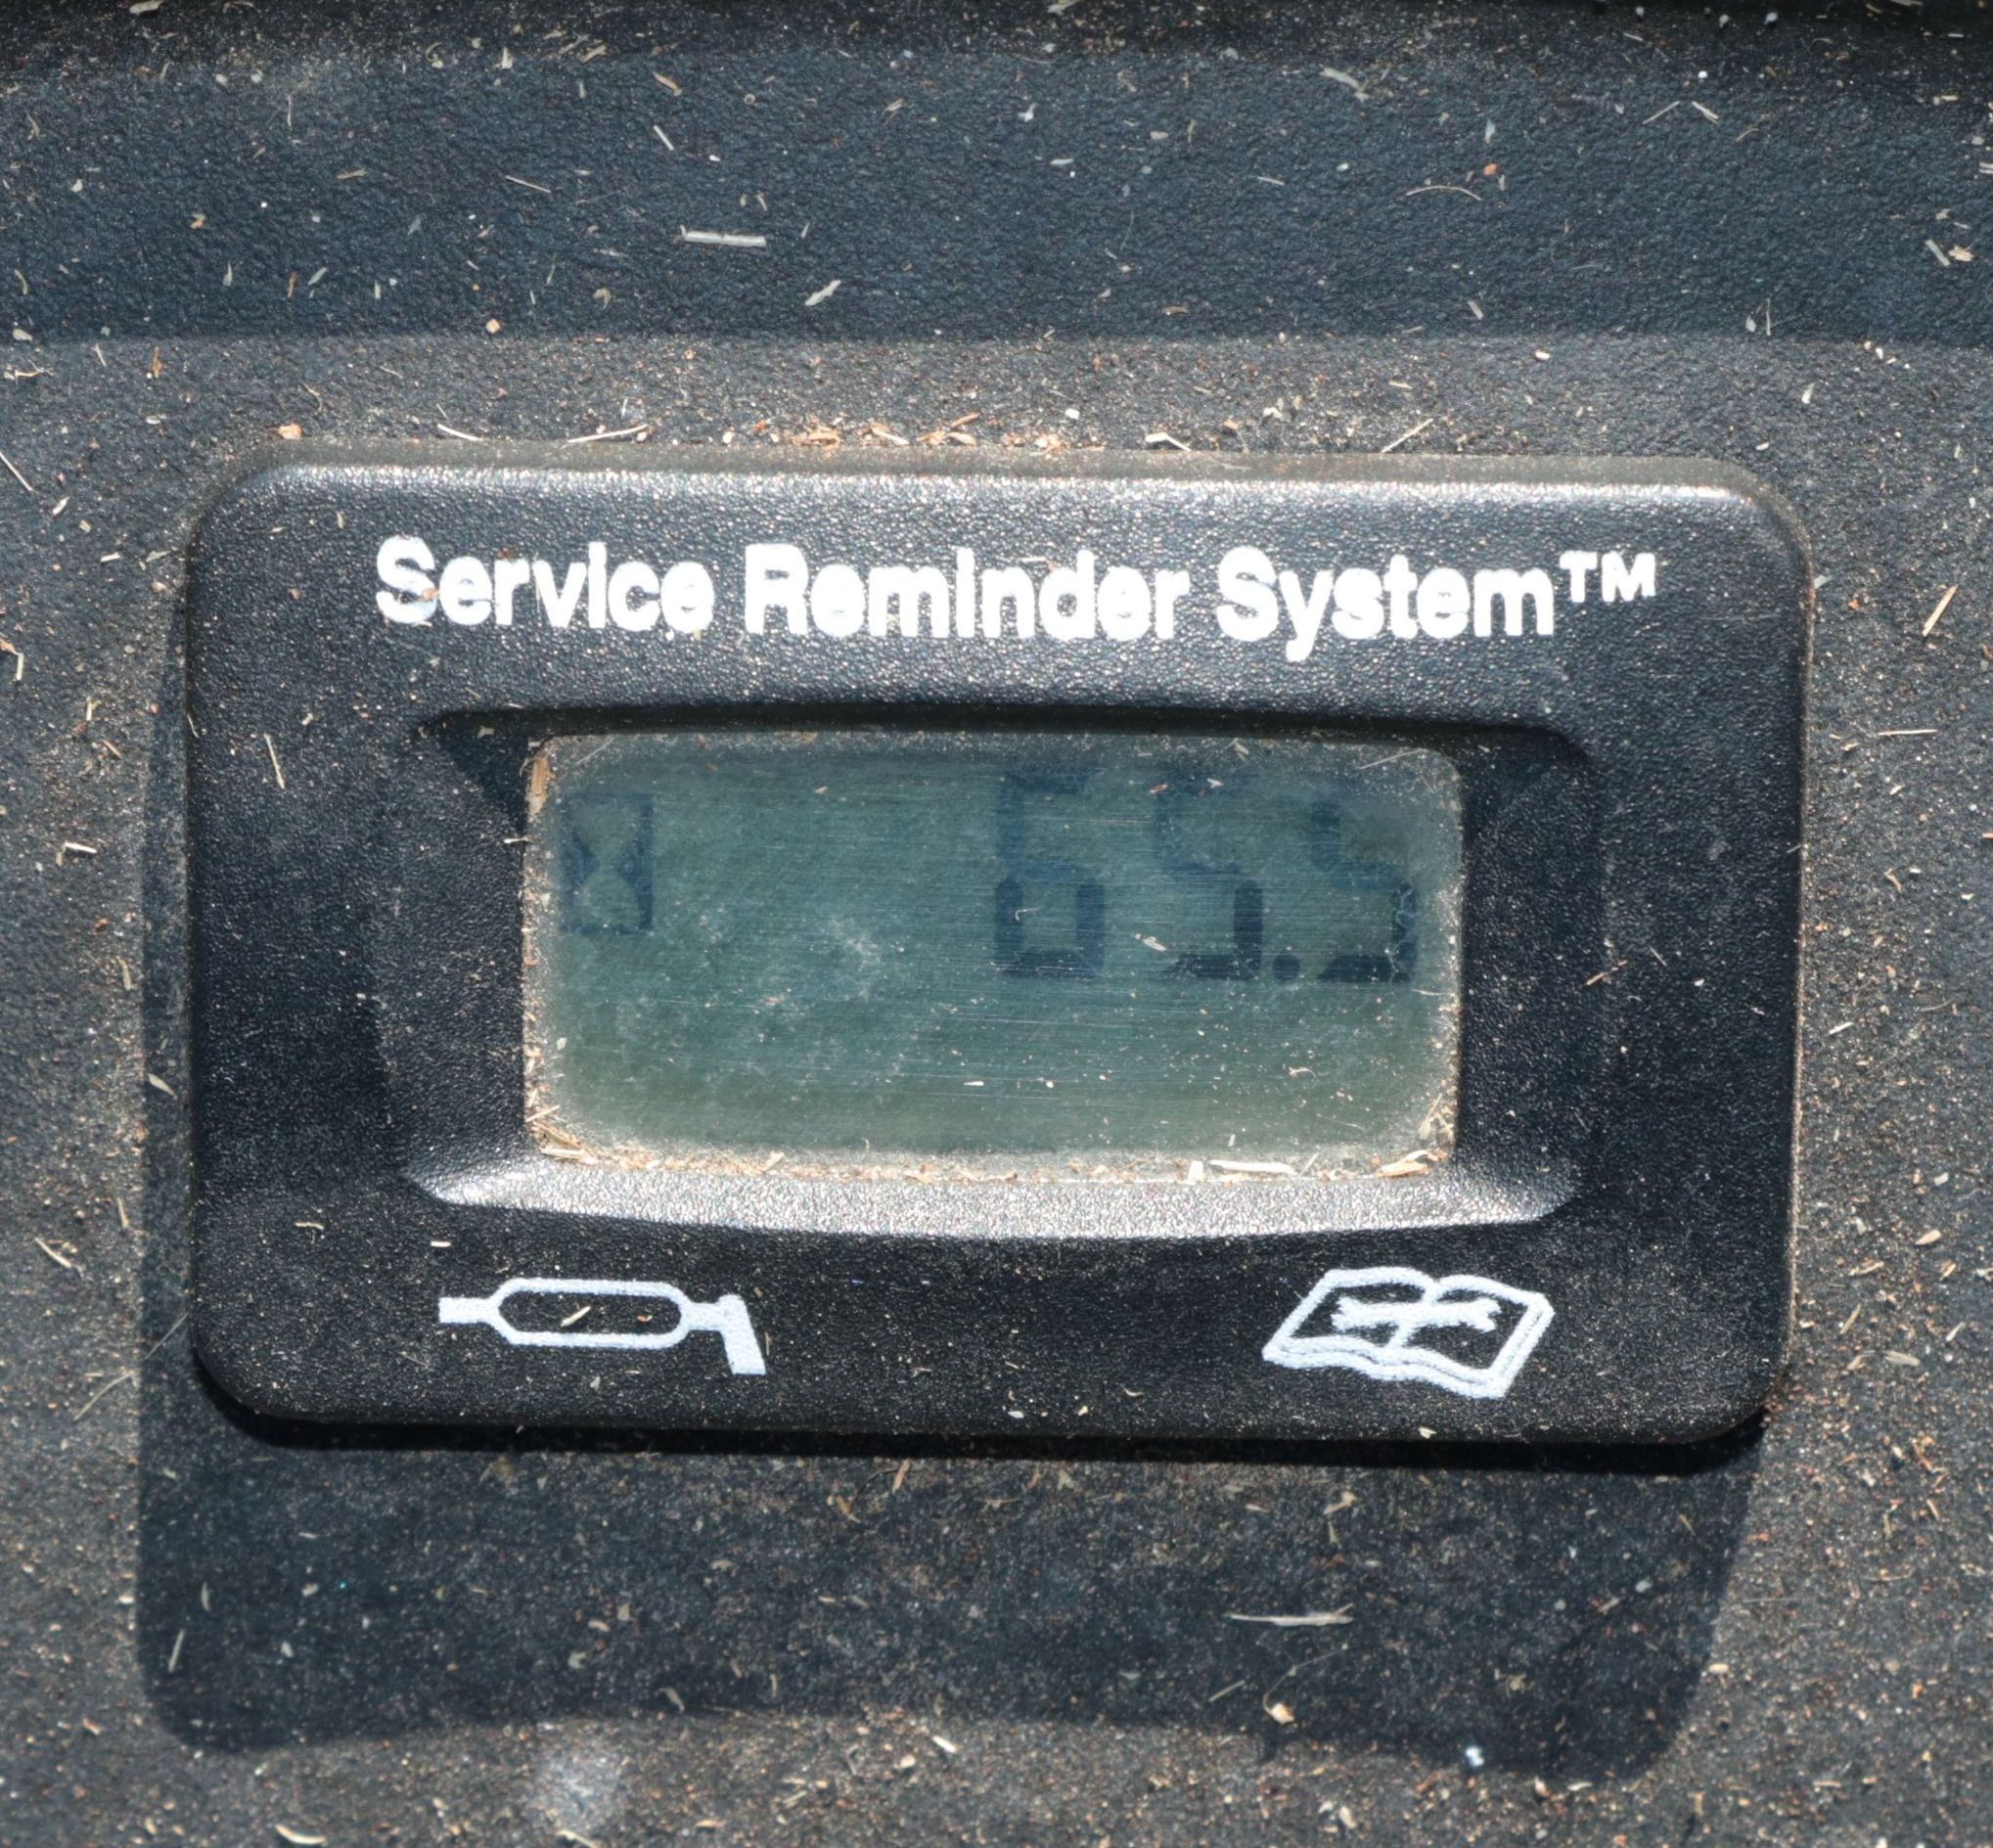 Service Reminder System™
65.5